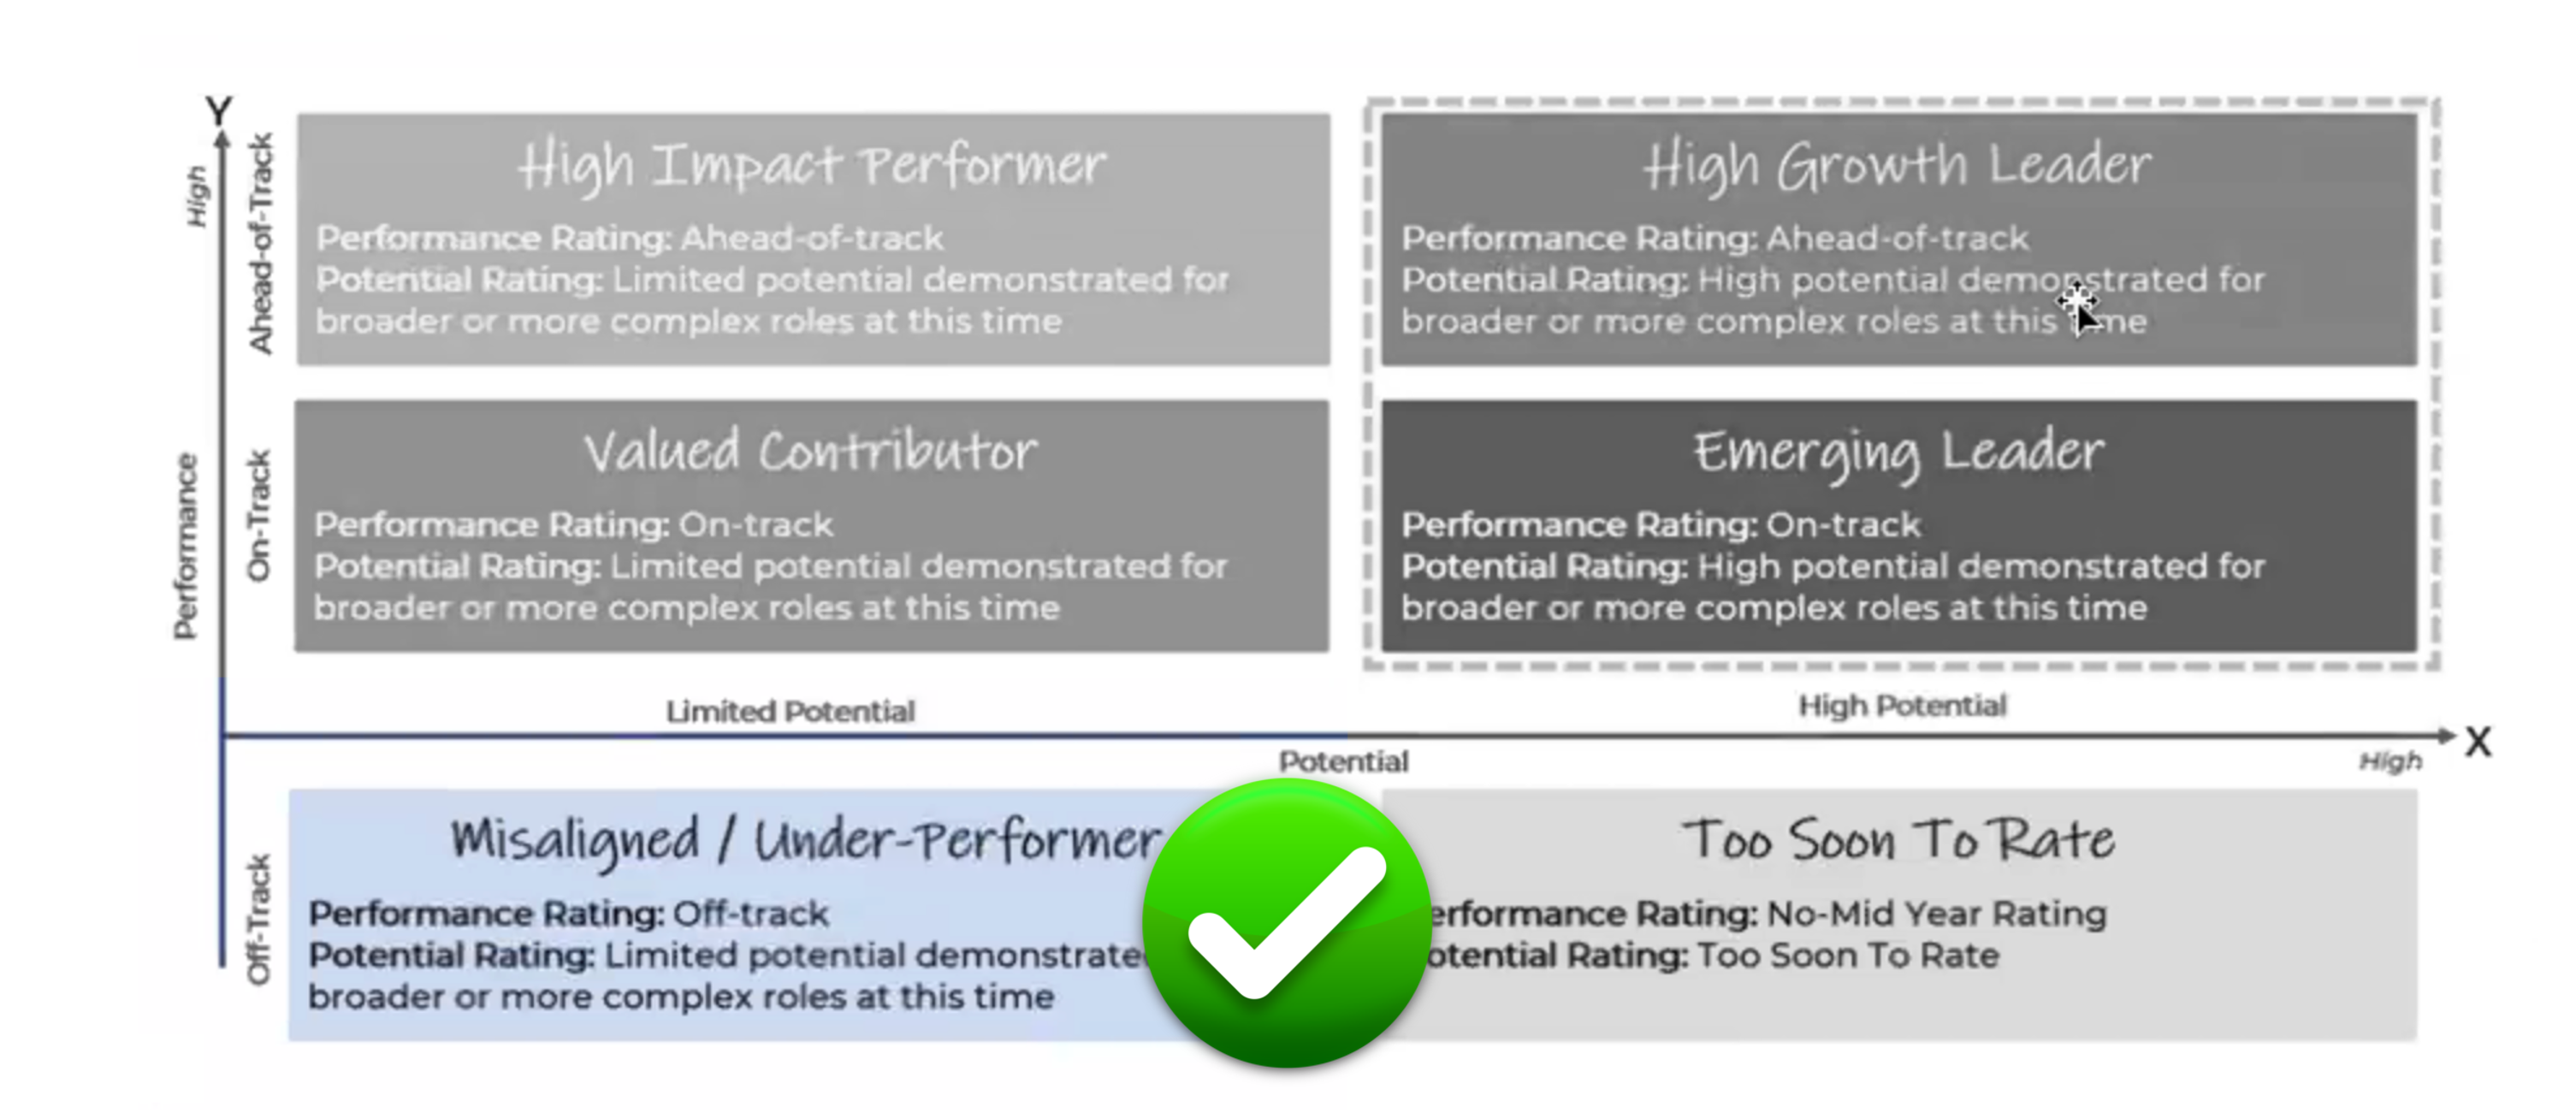 Y
High
Ahead-of-Track
High Impact Performer
Performance Rating: Ahead-of-track
Potential Rating: Limited potential demonstrated for
broader or more complex roles at this time
High Growth Leader
Performance Rating: Ahead-of-track
Potential Rating: High potential demonstrated for
broader or more complex roles at this
Performance
On-Track
Valued Contributor
Performance Rating: On-track
Potential Rating: Limited potential demonstrated for
broader or more complex roles at this time
Emerging Leader
Performance Rating: On-track
Potential Rating: High potential demonstrated for
broader or more complex roles at this time
Limited Potential
High Potential
X
Potential
High
Off-Track
Misaligned / Under-Performer
Performance Rating: Off-track
Potential Rating: Limited potential demonstrate
broader or more complex roles at this time
Too Soon To Rate
erformance Rating: No-Mid Year Rating
otential Rating: Too Soon To Rate